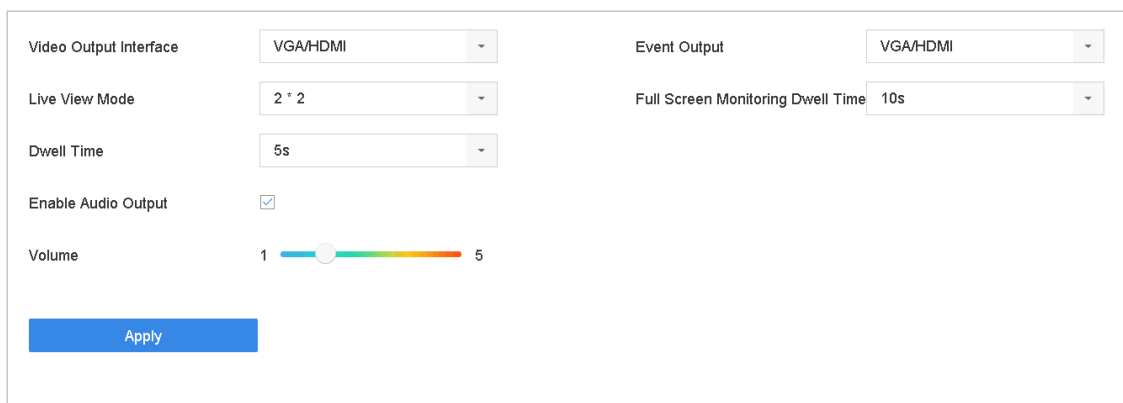 Video Output Interface VGA/HDMI Event Output VGA/HDMI
Live View Mode 2 * 2 Full Screen Monitoring Dwell Time 10s
Dwell Time 5s
Enable Audio Output
Volume 1 5
Apply